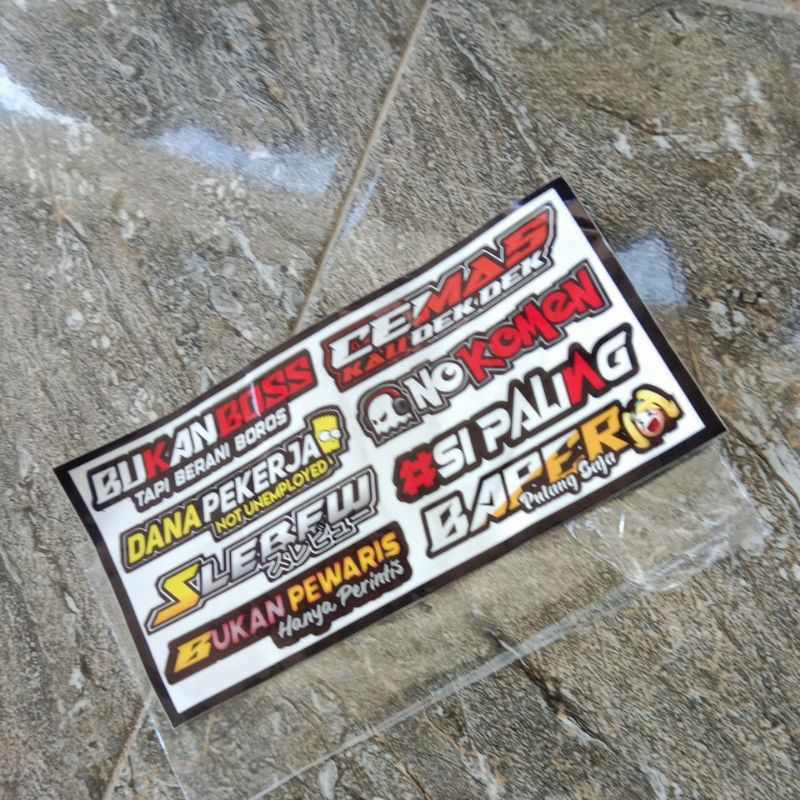 BUKAN BOSS
TAPI BERANI BOROS
DANA PEKERJA
NOT UNEMPLOYED
SLEBEW
スレビュー
BUKAN PEWARIS
Hanya Perintis
CEMAS
KALI DEK DEK
NO KOMEN
#SI PALING
BAPER
Pulang Saja